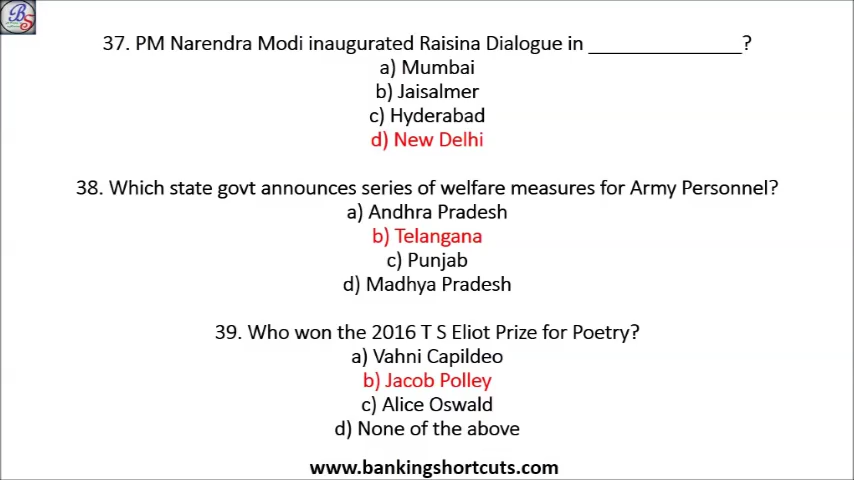 BS
37. PM Narendra Modi inaugurated Raisina Dialogue in ________________?
a) Mumbai
b) Jaisalmer
c) Hyderabad
d) New Delhi
38. Which state govt announces series of welfare measures for Army Personnel?
a) Andhra Pradesh
b) Telangana
c) Punjab
d) Madhya Pradesh
39. Who won the 2016 T S Eliot Prize for Poetry?
a) Vahni Capildeo
b) Jacob Polley
c) Alice Oswald
d) None of the above
www.bankingshortcuts.com